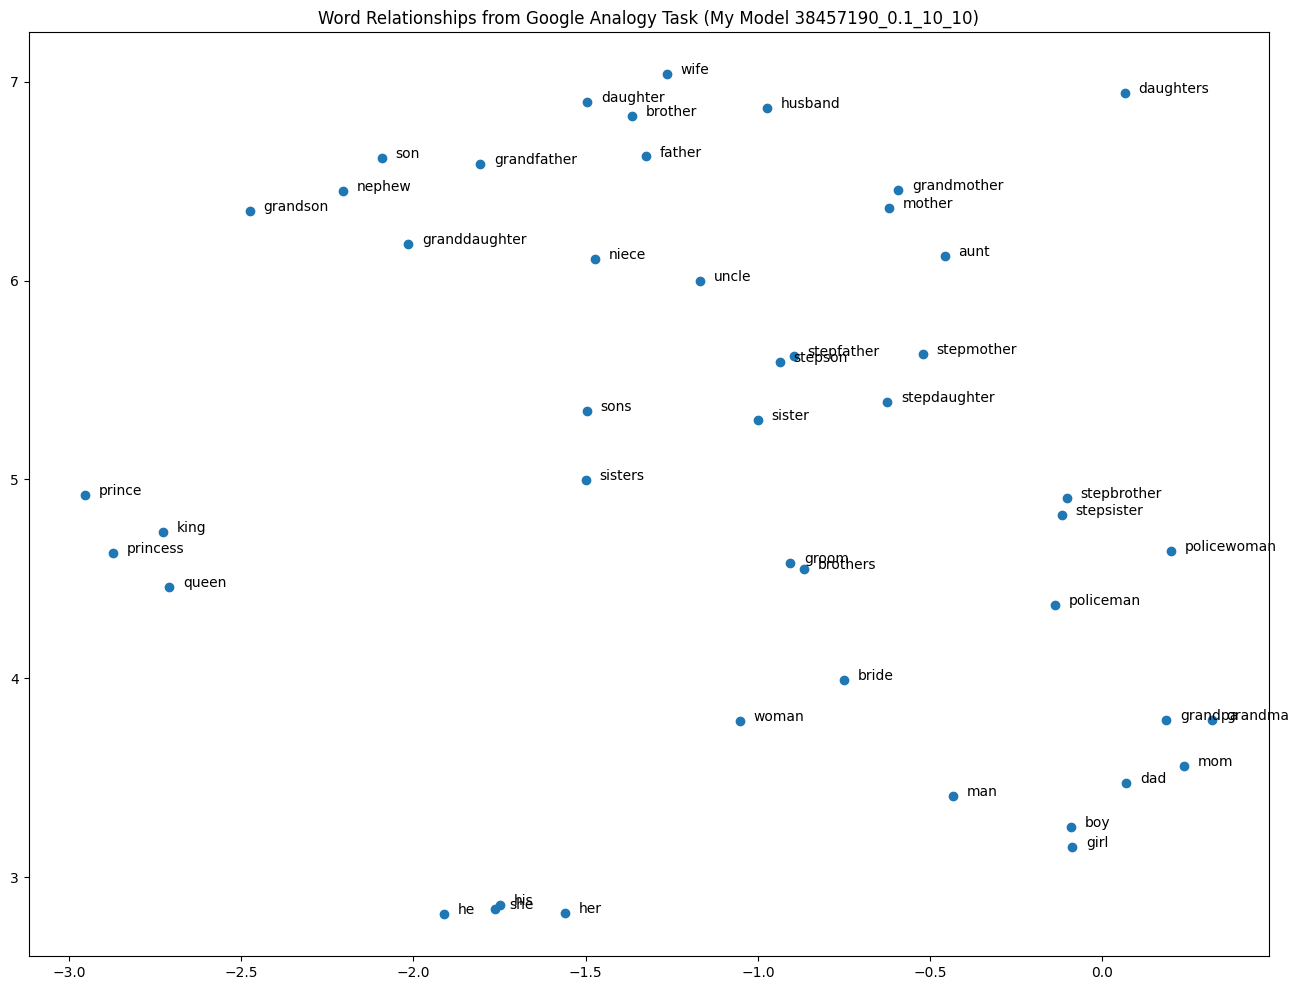 Word Relationships from Google Analogy Task (My Model 38457190_0.1_10_10)
7
wife
daughters
daughter
husband
brother
son
grandfather
father
nephew
grandmother
grandson
mother
granddaughter
niece
aunt
6
uncle
stepfather
stepmother
stepson
stepdaughter
sons
sister
5
sisters
prince
stepbrother
stepsister
king
princess
policewoman
queen
groom
brothers
policeman
4
bride
woman
grandpa
grandma
mom
dad
man
boy
girl
3
his
she
he
her
−3.0
−2.5
−2.0
−1.5
−1.0
−0.5
0.0